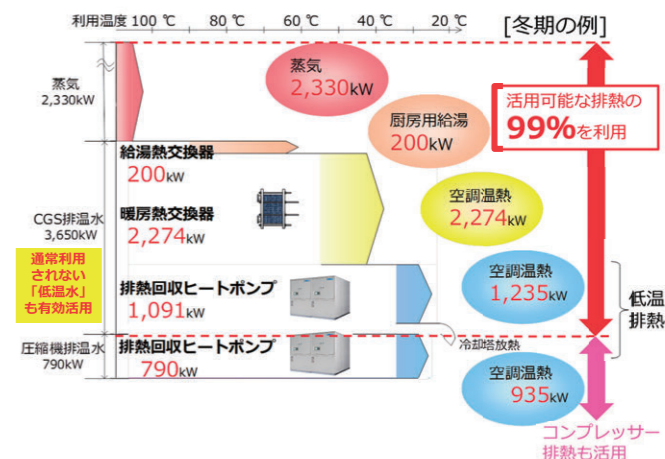 利用温度 100 ℃ 80 ℃ 60 ℃ 40 ℃ 20 ℃
[冬期の例]
蒸気
2,330kW
蒸気
2,330kW
活用可能な排熱の
99%を利用
厨房用給湯
200kW
給湯熱交換器
200kW
CGS排温水
3,650kW
暖房熱交換器
2,274kW
空調温熱
2,274kW
通常利用
されない
「低温水」
も有効活用
排熱回収ヒートポンプ
1,091kW
空調温熱
1,235kW
低温
排熱
冷却塔放熱
圧縮機排温水
790kW
排熱回収ヒートポンプ
790kW
空調温熱
935kW
コンプレッサー
排熱も活用